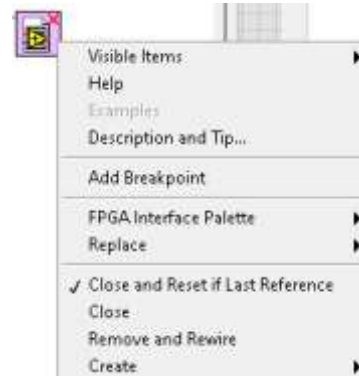 Visible Items
Help
Examples
Description and Tip...
Add Breakpoint
FPGA Interface Palette
Replace
Close and Reset if Last Reference
Close
Remove and Rewire
Create